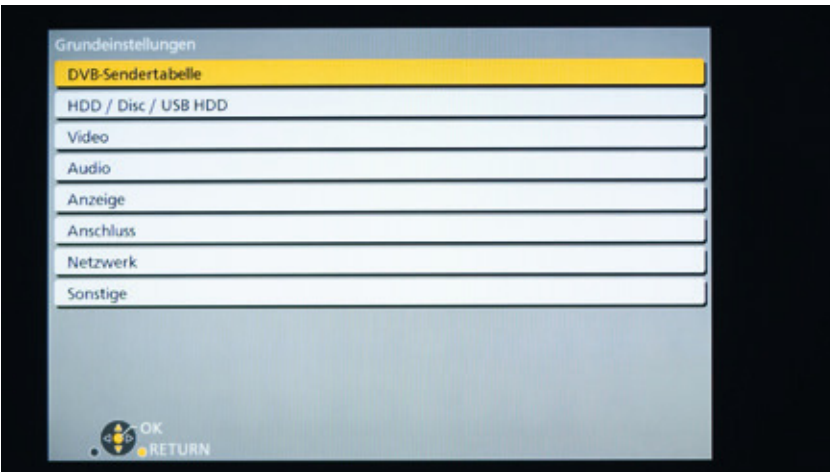 Grundeinstellungen
DVB-Sendertabelle
HDD / Disc / USB HDD
Video
Audio
Anzeige
Anschluss
Netzwerk
Sonstige
OK
RETURN